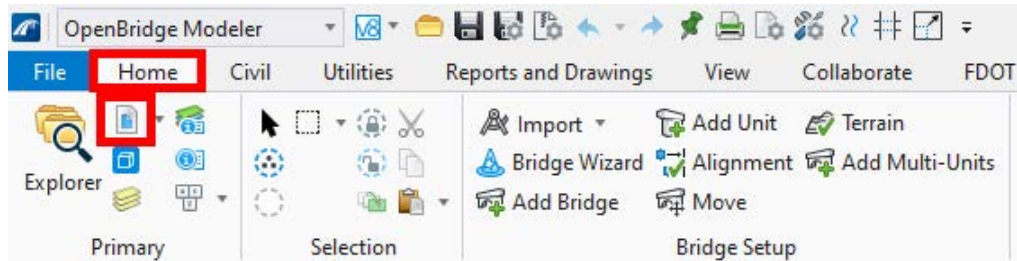 OpenBridge Modeler V8
File Home Civil Utilities Reports and Drawings View Collaborate FDOT
Import Add Unit Terrain
Explorer Bridge Wizard Alignment Add Multi-Units
Add Bridge Move
Primary Selection Bridge Setup